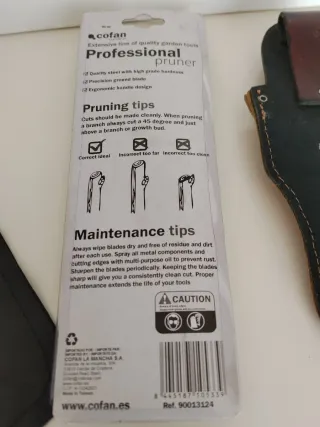 cofan
Extensive line of quality garden tools
Professional
pruner
Quality steel with high grade hardness
Precision ground blade
Ergonomic handle design
Pruning tips
Cuts should be made cleanly. When pruning
a branch always cut a 45 degree and just
above a branch or growth bud.
Correct ideal
Incorrect too far
Incorrect too close
Maintenance tips
Always wipe blades dry and free of residue and dirt
after each use. Spray all metal components and
cutting edges with multi-purpose oil to prevent rust.
Sharpen the blades periodically. Keeping the blades
sharp will give you a consistently clean cut. Proper
maintenance extends the life of your tools
CAUTION
COFAN LA MANCHA S.A.
Made in Taiwan
www.cofan.es
Ref. 90013124